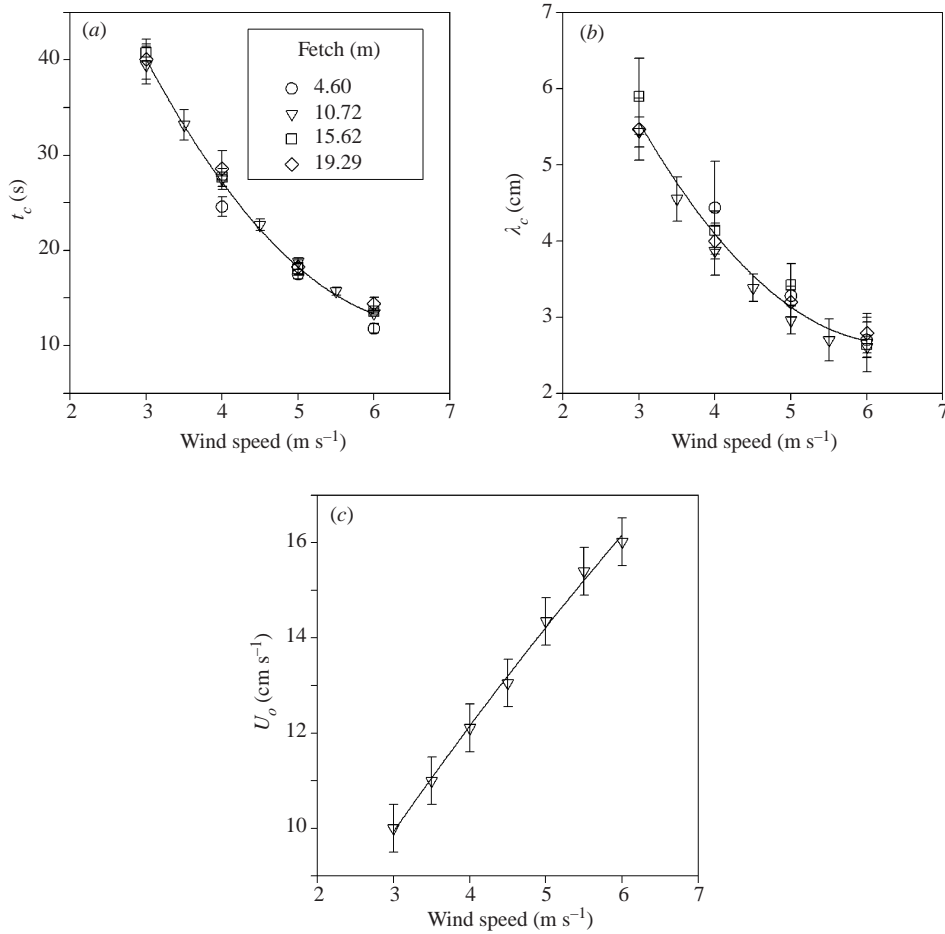 (a)
Fetch (m)
4.60
10.72
15.62
19.29
40
30
20
10
t_c (s)
2 3 4 5 6 7
Wind speed (m s⁻¹)
(b)
7
6
5
4
3
2
λ_c (cm)
2 3 4 5 6 7
Wind speed (m s⁻¹)
(c)
16
14
12
10
U_o (cm s⁻¹)
2 3 4 5 6 7
Wind speed (m s⁻¹)